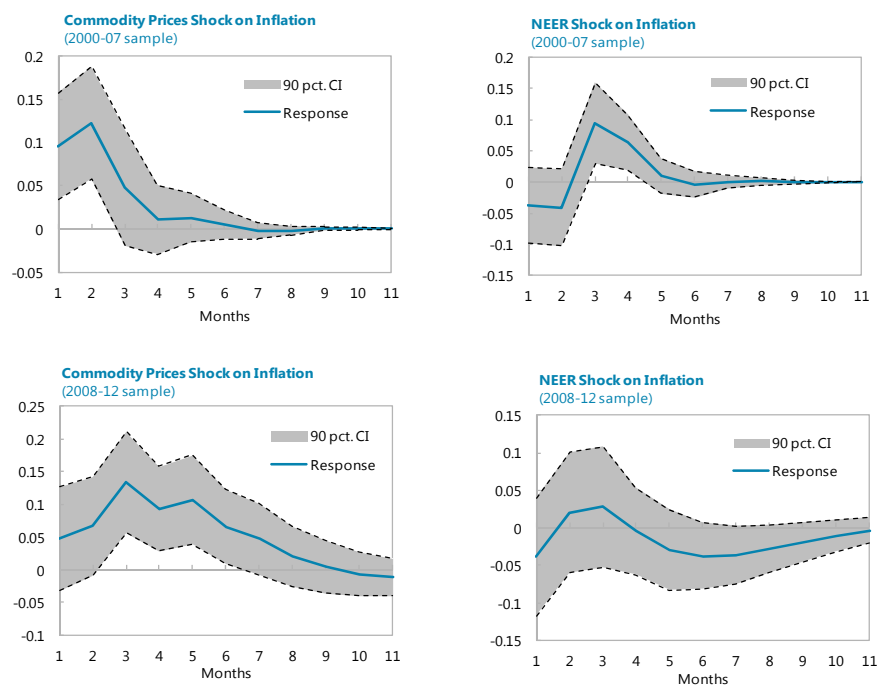 Commodity Prices Shock on Inflation
(2000-07 sample)
0.2
0.15
0.1
0.05
0
-0.05
90 pct. CI
Response
1 2 3 4 5 6 7 8 9 10 11
Months
NEER Shock on Inflation
(2000-07 sample)
0.2
0.15
0.1
0.05
0
-0.05
-0.1
-0.15
90 pct. CI
Response
1 2 3 4 5 6 7 8 9 10 11
Months
Commodity Prices Shock on Inflation
(2008-12 sample)
0.25
0.2
0.15
0.1
0.05
0
-0.05
-0.1
90 pct. CI
Response
1 2 3 4 5 6 7 8 9 10 11
Months
NEER Shock on Inflation
(2008-12 sample)
0.15
0.1
0.05
0
-0.05
-0.1
-0.15
90 pct. CI
Response
1 2 3 4 5 6 7 8 9 10 11
Months